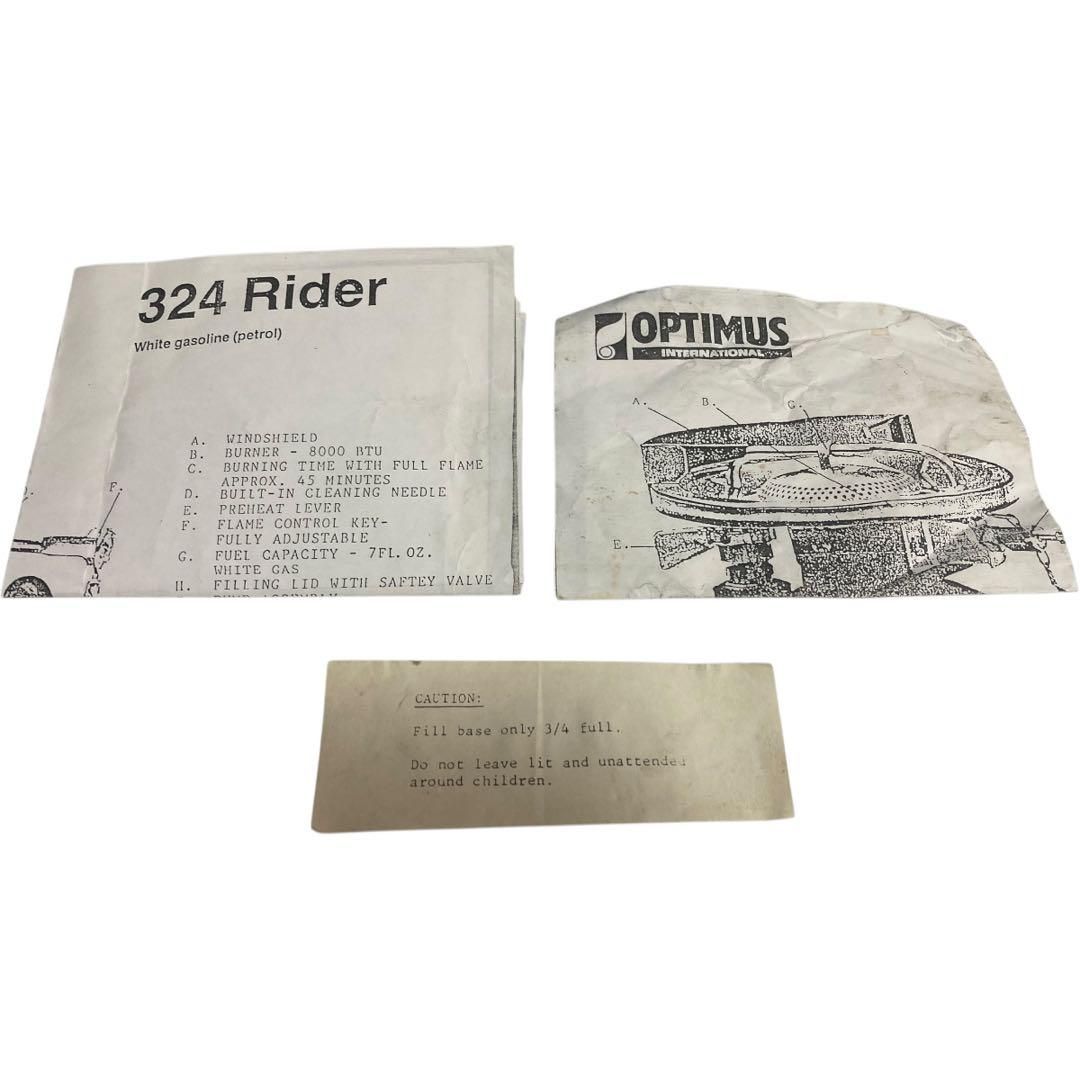 324 Rider
White gasoline (petrol)
A. WINDSHIELD
B. BURNER - 8000 BTU
C. BURNING TIME WITH FULL FLAME
APPROX. 45 MINUTES
D. BUILT-IN CLEANING NEEDLE
E. PREHEAT LEVER
F. FLAME CONTROL KEY-
FULLY ADJUSTABLE
G. FUEL CAPACITY - 7FL.OZ.
WHITE GAS
H. FILLING LID WITH SAFTEY VALVE
F.
OPTIMUS
INTERNATIONAL
A. B. C.
E.
CAUTION:
Fill base only 3/4 full.
Do not leave lit and unattended
around children.